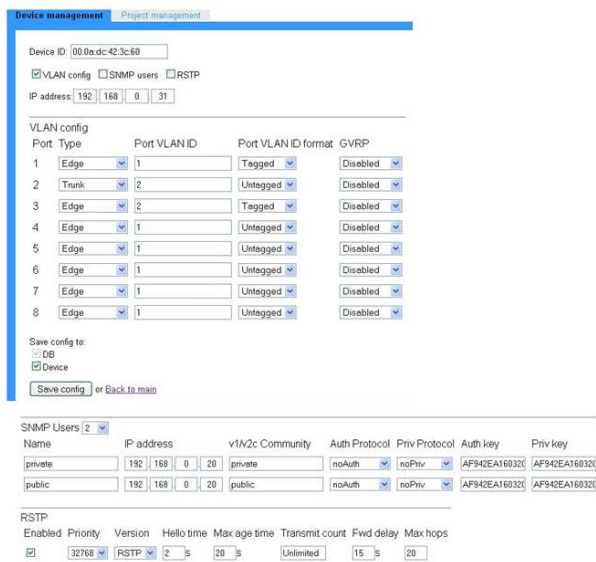 Device management Project management
Device ID: 00:0a:dc:42:3c:60
VLAN config SNMP users RSTP
IP address: 192 168 0 31
VLAN config
Port Type Port VLAN ID Port VLAN ID format GVRP
1 Edge 1 Tagged Disabled
2 Trunk 2 Untagged Disabled
3 Edge 2 Tagged Disabled
4 Edge 1 Untagged Disabled
5 Edge 1 Untagged Disabled
6 Edge 1 Untagged Disabled
7 Edge 1 Untagged Disabled
8 Edge 1 Untagged Disabled
Save config to:
DB
Device
Save config or Back to main
SNMP Users 2
Name IP address v1/v2c Community Auth Protocol Priv Protocol Auth key Priv key
private 192 168 0 20 private noAuth noPriv AF942EA160320 AF942EA160320
public 192 168 0 20 public noAuth noPriv AF942EA160320 AF942EA160320
RSTP
Enabled Priority Version Hello time Max age time Transmit count Fwd delay Max hops
32768 RSTP 2 s 20 s Unlimited 15 s 20